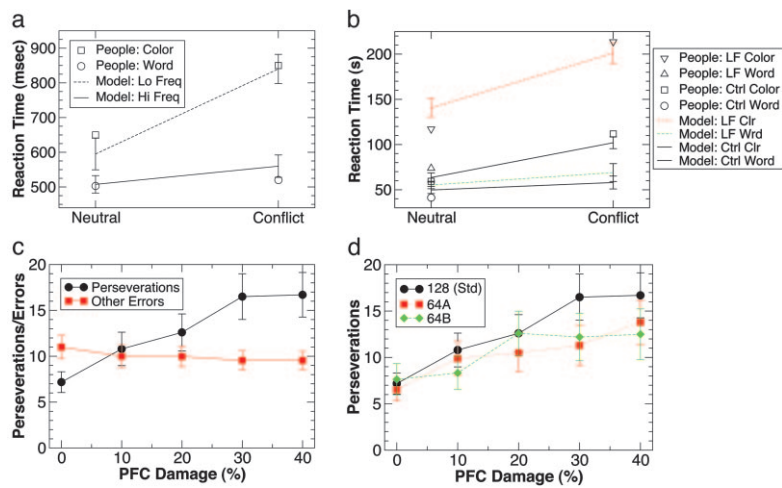 a
Reaction Time (msec)
900
800
700
600
500
People: Color
People: Word
Model: Lo Freq
Model: Hi Freq
Neutral
Conflict
b
Reaction Time (s)
200
150
100
50
Neutral
Conflict
People: LF Color
People: LF Word
People: Ctrl Color
People: Ctrl Word
Model: LF Clr
Model: LF Wrd
Model: Ctrl Clr
Model: Ctrl Word
c
Perseverations/Errors
20
15
10
5
0
Perseverations
Other Errors
0 10 20 30 40
PFC Damage (%)
d
Perseverations
20
15
10
5
0
128 (Std)
64A
64B
0 10 20 30 40
PFC Damage (%)